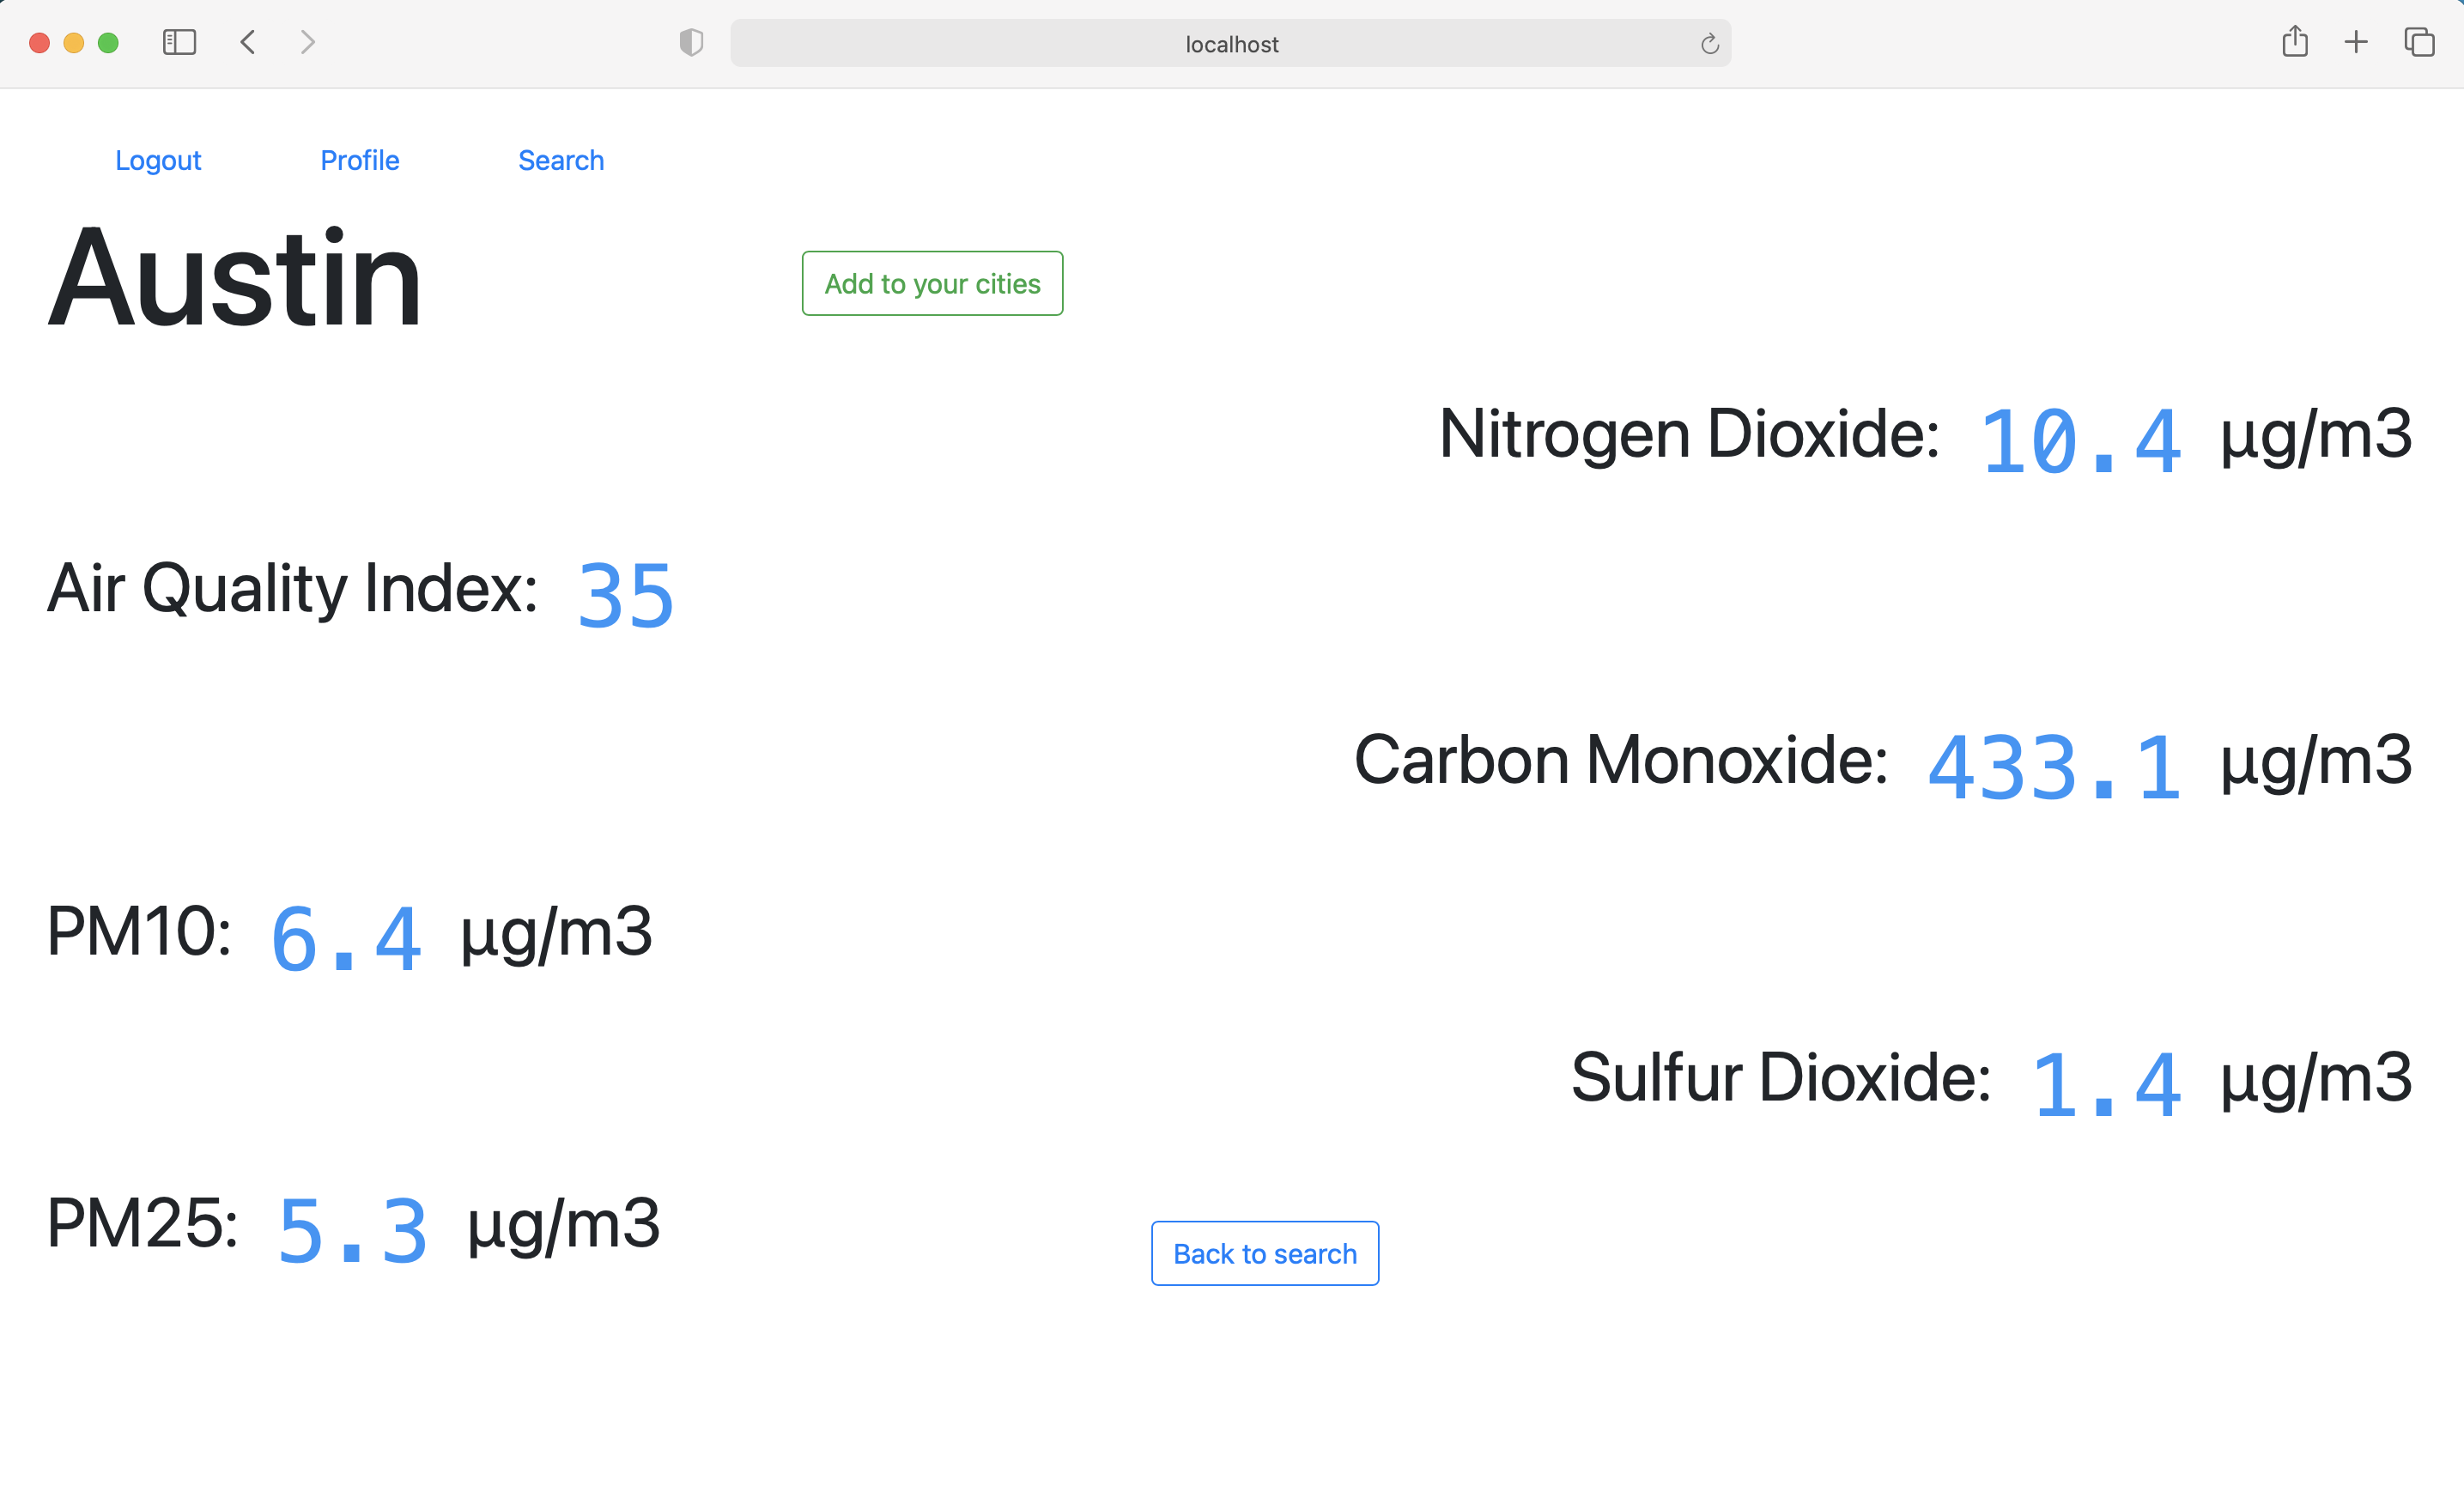 localhost
Logout Profile Search
Austin
Add to your cities
Nitrogen Dioxide: 10.4 µg/m3
Air Quality Index: 35
Carbon Monoxide: 433.1 µg/m3
PM10: 6.4 µg/m3
Sulfur Dioxide: 1.4 µg/m3
PM25: 5.3 µg/m3
Back to search